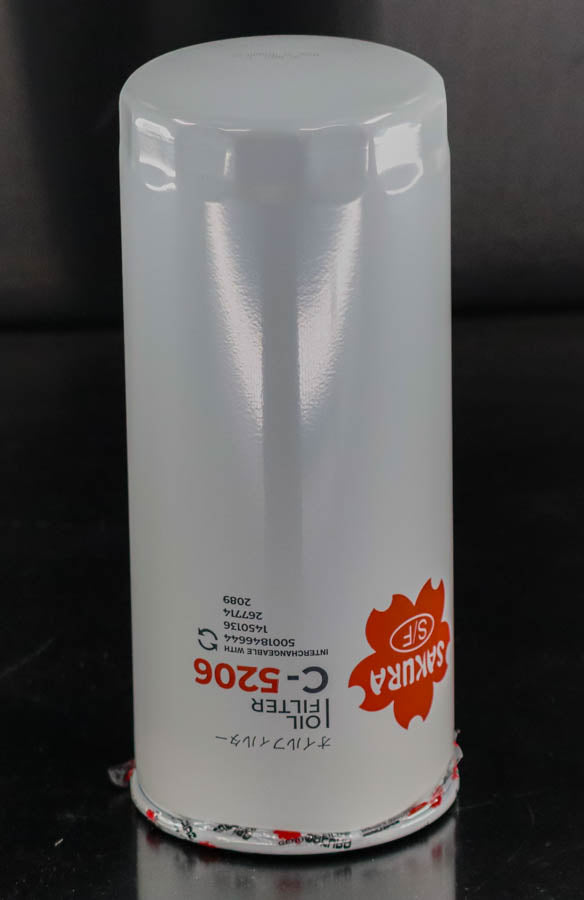 オイルフィルター
OIL
FILTER
C-5206
INTERCHANGEABLE WITH
5001846644
1450136
267714
2089
SAKURA
S/F